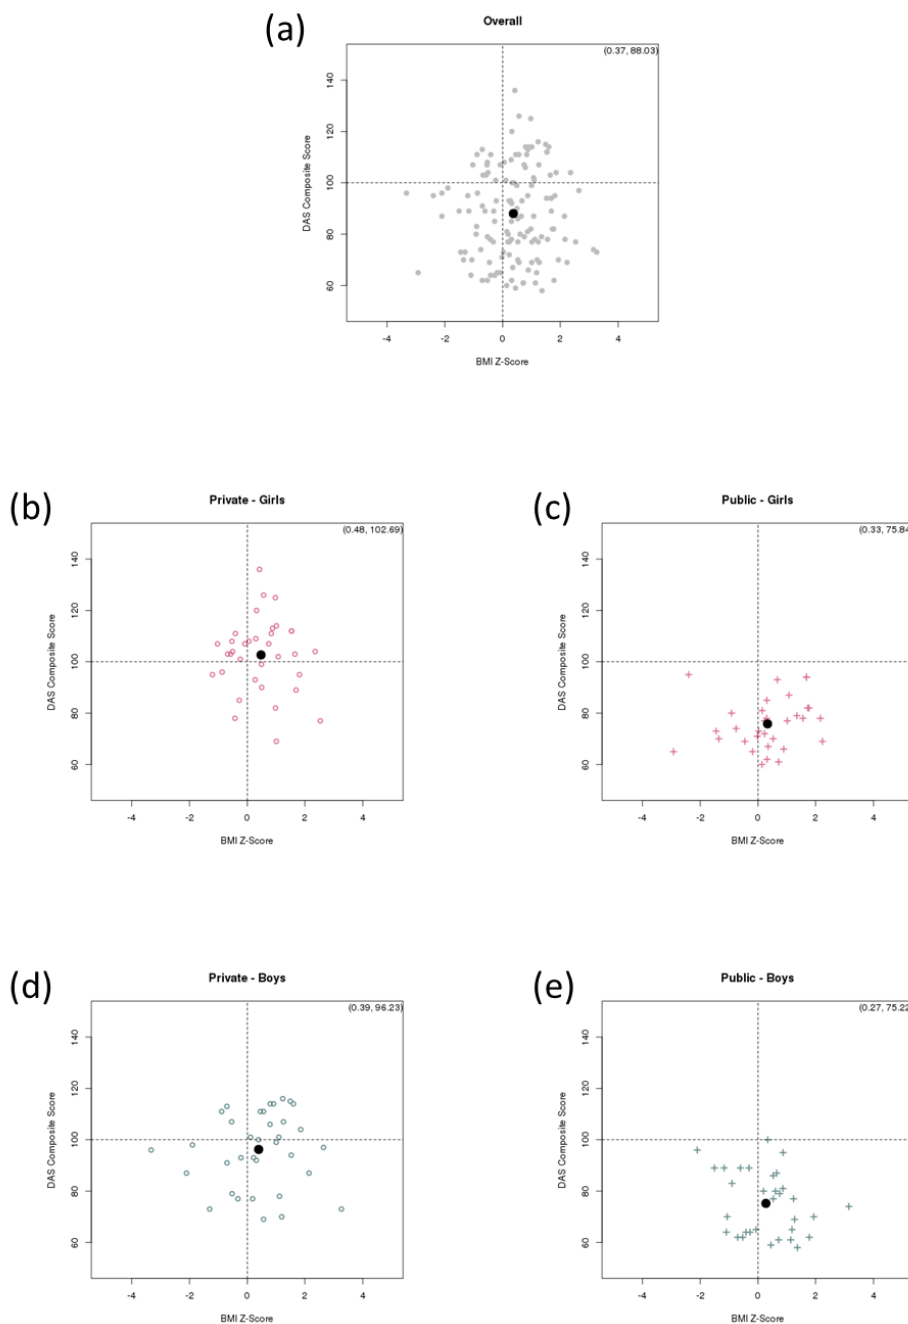 (a)
Overall
(0.37, 88.03)
DAS Composite Score
140
120
100
80
60
-4 -2 0 2 4
BMI Z-Score
(b)
Private - Girls
(0.48, 102.69)
DAS Composite Score
140
120
100
80
60
-4 -2 0 2 4
BMI Z-Score
(c)
Public - Girls
(0.33, 75.84
DAS Composite Score
140
120
100
80
60
-4 -2 0 2 4
BMI Z-Score
(d)
Private - Boys
(0.39, 96.23)
DAS Composite Score
140
120
100
80
60
-4 -2 0 2 4
BMI Z-Score
(e)
Public - Boys
(0.27, 75.22
DAS Composite Score
140
120
100
80
60
-4 -2 0 2 4
BMI Z-Score